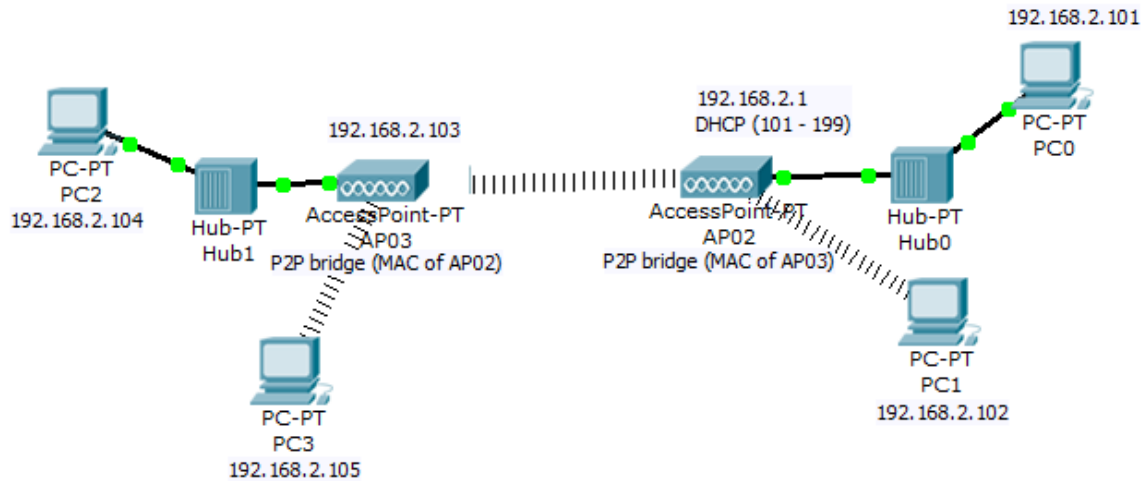 192.168.2.101
PC-PT
PC0
192.168.2.1
DHCP (101 - 199)
192.168.2.103
PC-PT
PC2
192.168.2.104
Hub-PT
Hub1
AccessPoint-PT
AP03
P2P bridge (MAC of AP02)
AccessPoint-PT
AP02
P2P bridge (MAC of AP03)
Hub-PT
Hub0
PC-PT
PC1
192.168.2.102
PC-PT
PC3
192.168.2.105